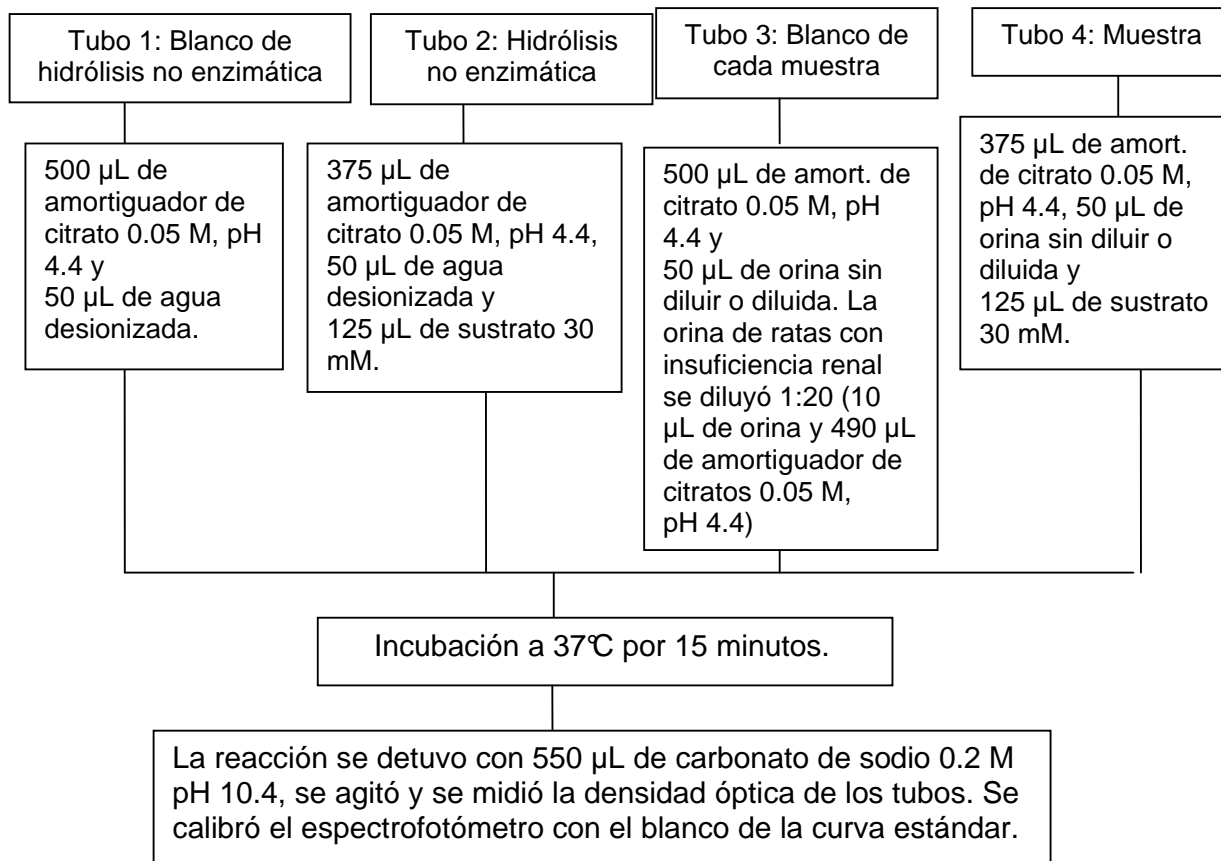 Tubo 1: Blanco de
hidrólisis no enzimática
Tubo 2: Hidrólisis
no enzimática
Tubo 3: Blanco de
cada muestra
Tubo 4: Muestra
500 µL de
amortiguador de
citrato 0.05 M, pH
4.4 y
50 µL de agua
desionizada.
375 µL de
amortiguador de
citrato 0.05 M, pH 4.4,
50 µL de agua
desionizada y
125 µL de sustrato 30
mM.
500 µL de amort. de
citrato 0.05 M, pH
4.4 y
50 µL de orina sin
diluir o diluida. La
orina de ratas con
insuficiencia renal
se diluyó 1:20 (10
µL de orina y 490 µL
de amortiguador de
citratos 0.05 M,
pH 4.4)
375 µL de amort.
de citrato 0.05 M,
pH 4.4, 50 µL de
orina sin diluir o
diluida y
125 µL de sustrato
30 mM.
Incubación a 37°C por 15 minutos.
La reacción se detuvo con 550 µL de carbonato de sodio 0.2 M
pH 10.4, se agitó y se midió la densidad óptica de los tubos. Se
calibró el espectrofotómetro con el blanco de la curva estándar.